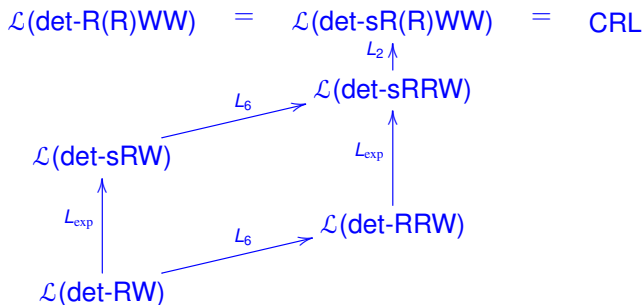 ℒ(det-R(R)WW) = ℒ(det-sR(R)WW) = CRL
L₂
ℒ(det-sRRW)
L₆
ℒ(det-sRW)
L_exp
L_exp
ℒ(det-RRW)
L₆
ℒ(det-RW)